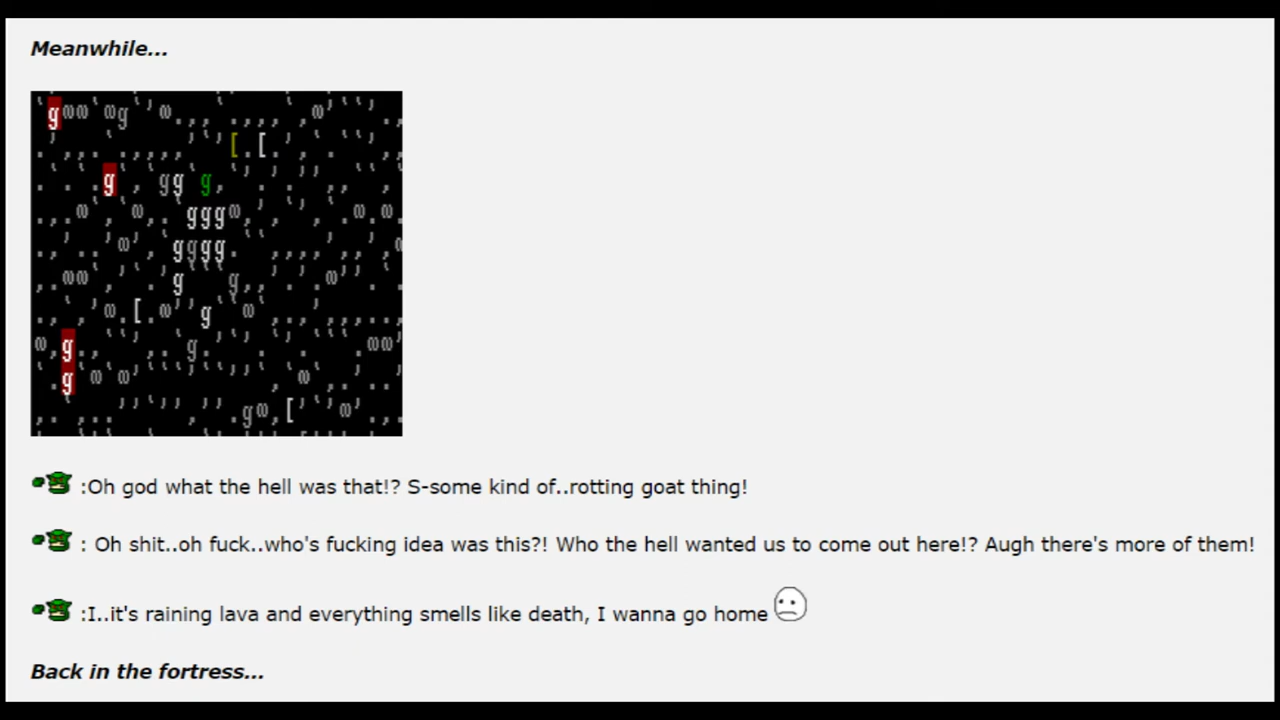 Meanwhile...
:Oh god what the hell was that!? S-some kind of..rotting goat thing!
: Oh shit..oh fuck..who's fucking idea was this?! Who the hell wanted us to come out here!? Augh there's more of them!
:I..it's raining lava and everything smells like death, I wanna go home
Back in the fortress...